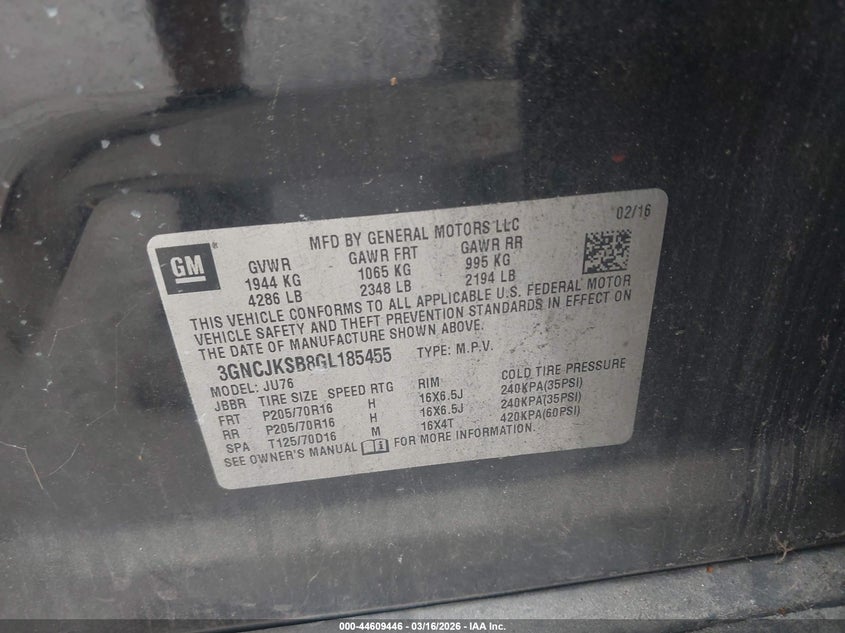 02/16
MFD BY GENERAL MOTORS LLC
GM ®
GVWR GAWR FRT GAWR RR
1944 KG 1065 KG 995 KG
4286 LB 2348 LB 2194 LB
THIS VEHICLE CONFORMS TO ALL APPLICABLE U.S. FEDERAL MOTOR
VEHICLE SAFETY AND THEFT PREVENTION STANDARDS IN EFFECT ON
THE DATE OF MANUFACTURE SHOWN ABOVE.
3GNCJKSB8GL185455 TYPE: M.P.V.
MODEL: JU76
JBBR TIRE SIZE SPEED RTG RIM COLD TIRE PRESSURE
FRT P205/70R16 H 16X6.5J 240KPA(35PSI)
RR P205/70R16 H 16X6.5J 240KPA(35PSI)
SPA T125/70D16 M 16X4T 420KPA(60PSI)
SEE OWNER'S MANUAL FOR MORE INFORMATION.
000-44609446 - 03/16/2026 - IAA Inc.